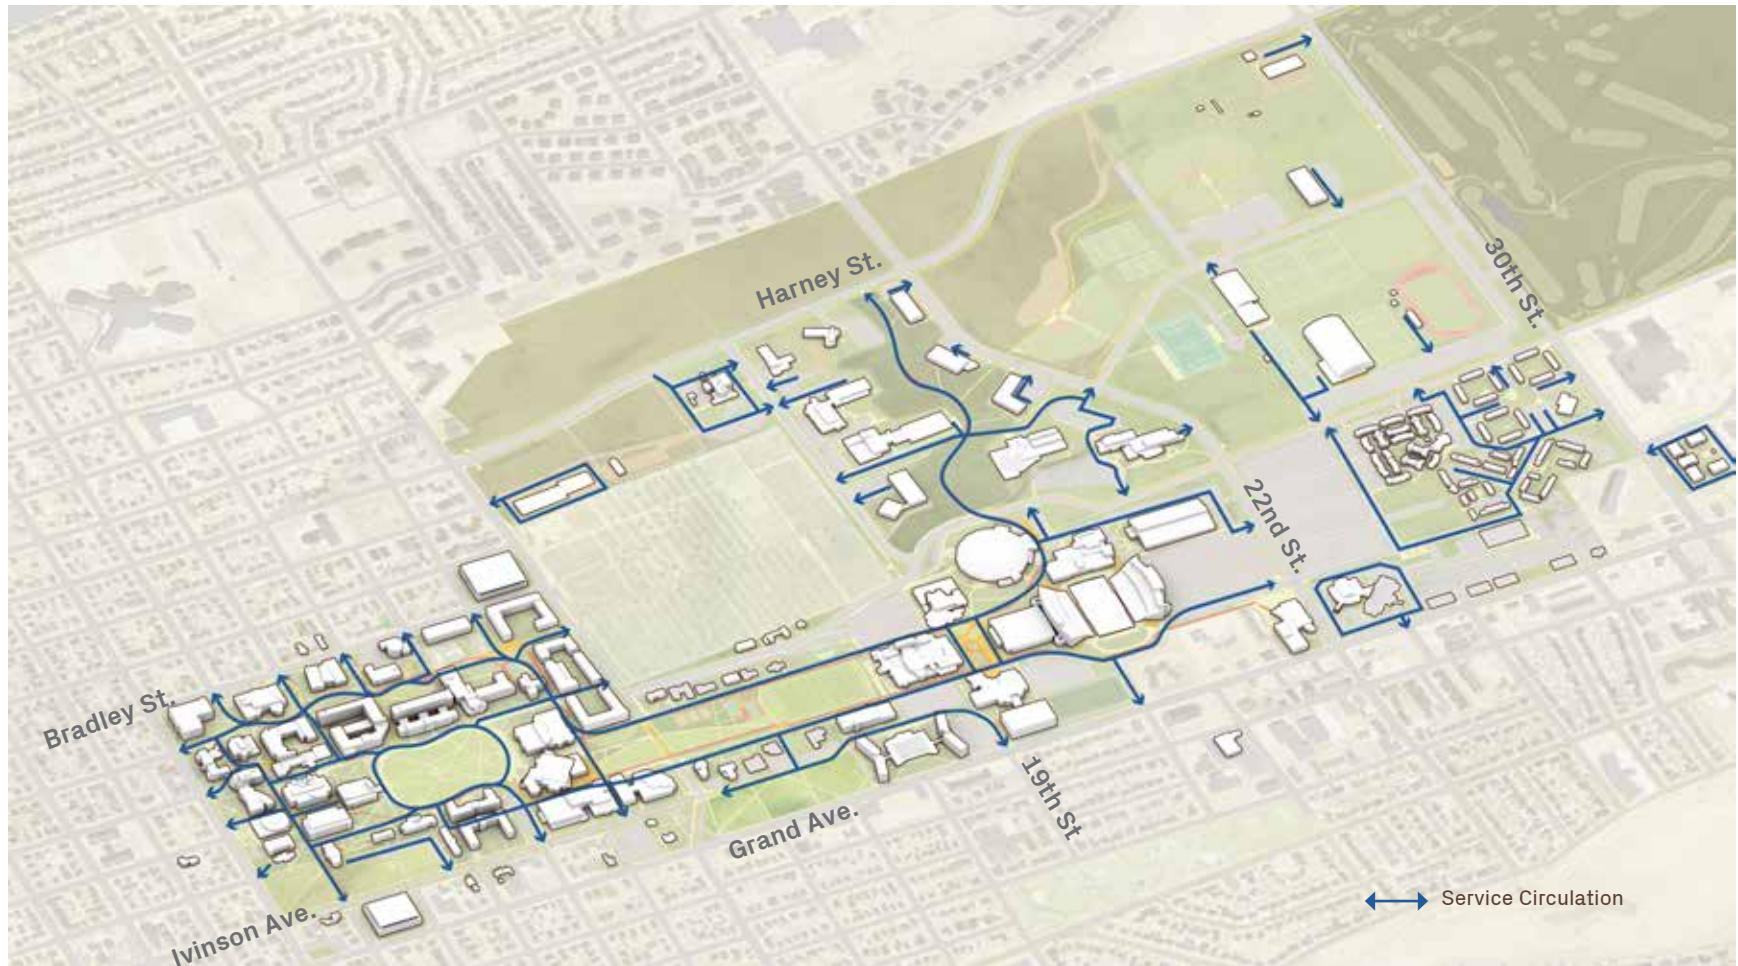 30th St.
Harney St.
22nd St.
Bradley St.
19th St
Grand Ave.
Service Circulation
Ivinson Ave.